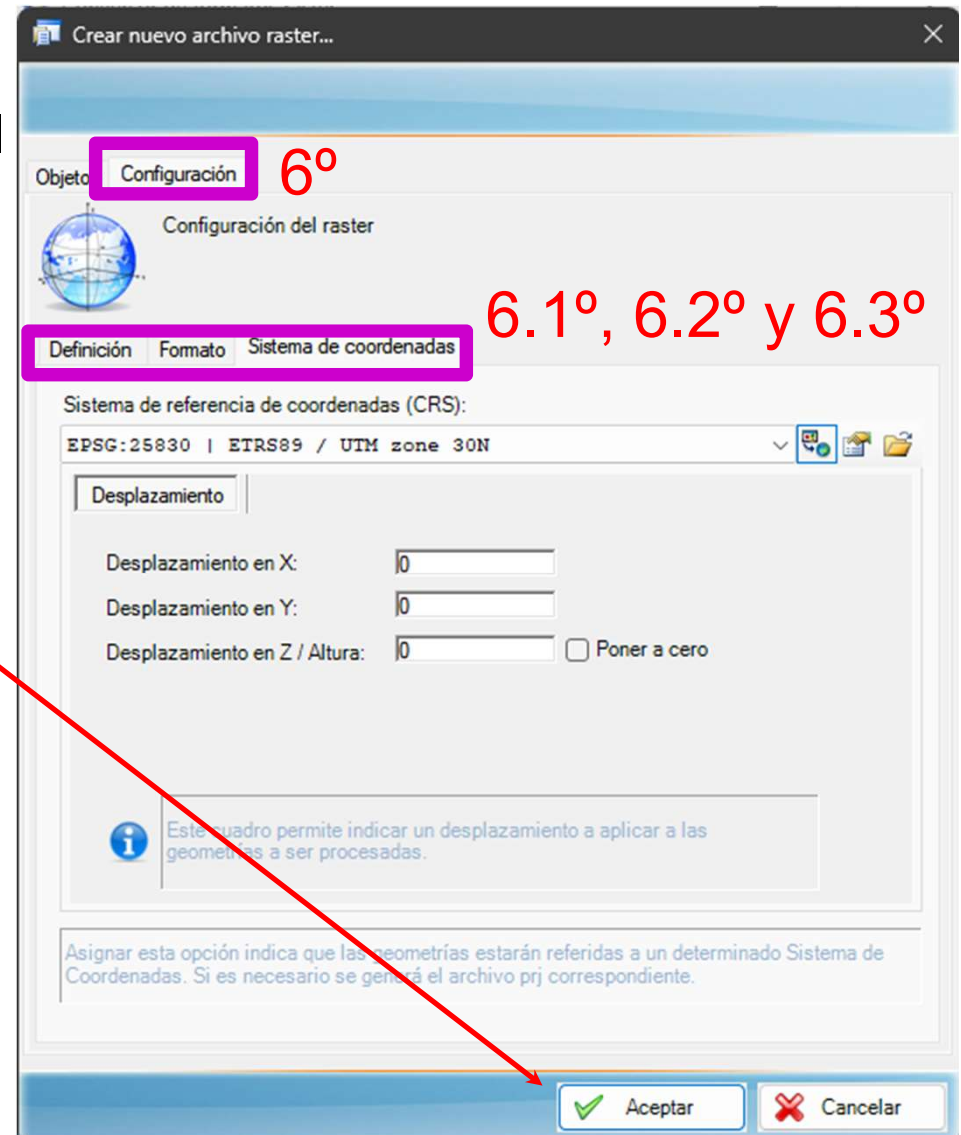 Crear nuevo archivo raster...
Objeto Configuración 6º
Configuración del raster
6.1º, 6.2º y 6.3º
Definición Formato Sistema de coordenadas
Sistema de referencia de coordenadas (CRS):
EPSG:25830 | ETRS89 / UTM zone 30N
Desplazamiento
Desplazamiento en X: 0
Desplazamiento en Y: 0
Desplazamiento en Z / Altura: 0 Poner a cero
Este cuadro permite indicar un desplazamiento a aplicar a las
geometrías a ser procesadas.
Asignar esta opción indica que las geometrías estarán referidas a un determinado Sistema de
Coordenadas. Si es necesario se genera el archivo prj correspondiente.
Aceptar Cancelar